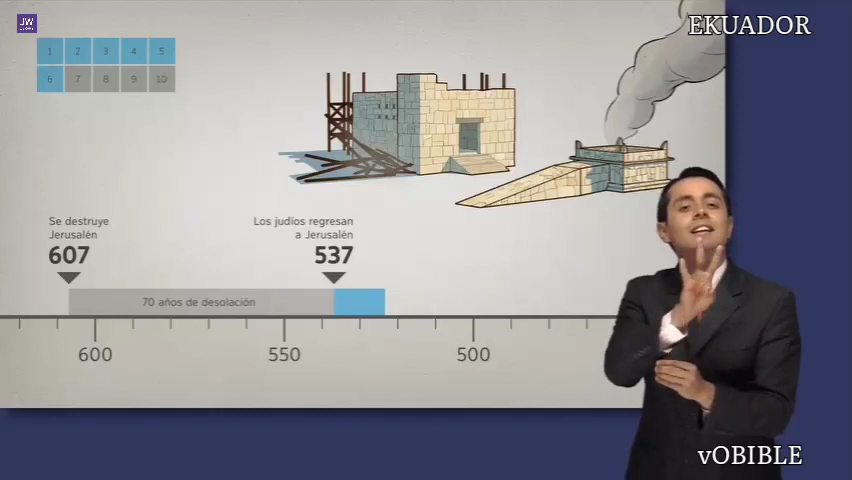 JW
EKUADOR
1 2 3 4 5
6 7 8 9 10
Se destruye
Jerusalén
607
Los judíos regresan
a Jerusalén
537
70 años de desolación
600 550 500
vOBIBLE